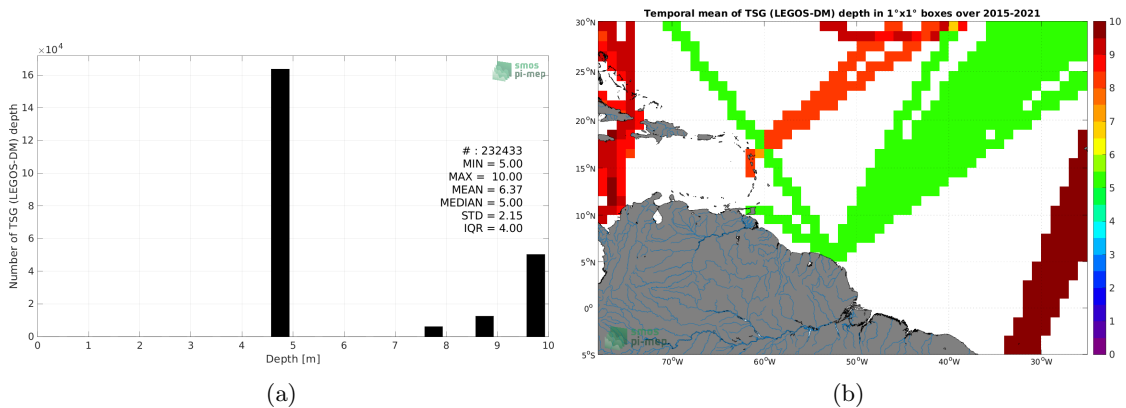 ×10⁴
16
14
12
10
8
6
4
2
0
Number of TSG (LEGOS-DM) depth
0 1 2 3 4 5 6 7 8 9 10
Depth [m]
smos
pi-mep
# : 232433
MIN = 5.00
MAX = 10.00
MEAN = 6.37
MEDIAN = 5.00
STD = 2.15
IQR = 4.00
(a)
Temporal mean of TSG (LEGOS-DM) depth in 1°x1° boxes over 2015-2021
30°N
25°N
20°N
15°N
10°N
5°N
0°
5°S
70°W 60°W 50°W 40°W 30°W
smos
pi-mep
10
9
8
7
6
5
4
3
2
1
0
(b)